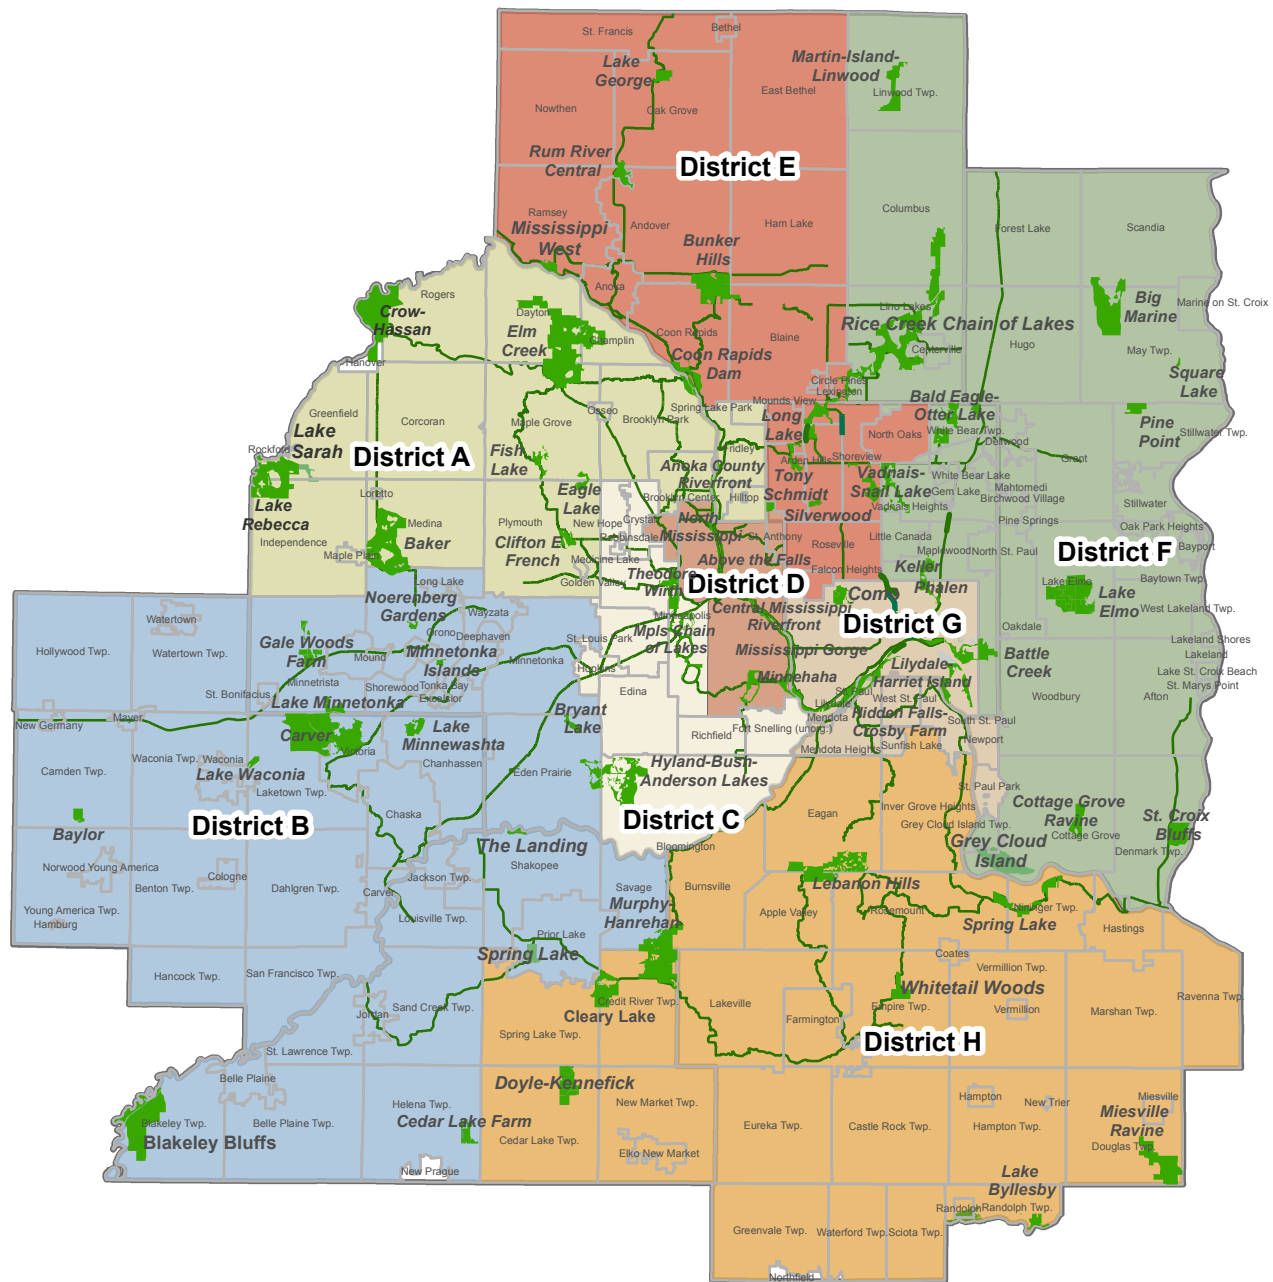 St. Francis
Bethel
Lake
George
Martin-Island-
Linwood
East Bethel
Linwood Twp.
Nowthen
Oak Grove
Rum River
Central
District E
Ramsey
Mississippi
West
Andover
Ham Lake
Columbus
Forest Lake
Scandia
Bunker
Hills
Anoka
Rogers
Crow-
Hassan
Dayton
Elm
Creek
Champlin
Coon Rapids
Coon Rapids
Dam
Blaine
Lino Lakes
Rice Creek Chain of Lakes
Centerville
Hugo
Big
Marine
Marine on St. Croix
May Twp.
Square
Lake
Hanover
Circle Pines
Lexington
Greenfield
Lake
Sarah
Corcoran
Maple Grove
Osseo
Brooklyn Park
Spring Lake Park
Mounds View
Long
Lake
Bald Eagle-
Otter Lake
North Oaks
White Bear Twp.
Dellwood
Pine
Point
Stillwater Twp.
Rockford
District A
Fish
Lake
Fridley
Arden Hills
Shoreview
Grant
Anoka County
Riverfront
Tony
Schmidt
Vadnais-
Snail Lake
White Bear Lake
Gem Lake
Mahtomedi
Birchwood Village
Lake
Rebecca
Loretto
Eagle
Lake
Brooklyn Center
Hilltop
Silverwood
Vadnais Heights
Stillwater
Independence
Medina
Baker
Maple Plain
Plymouth
Clifton E.
French
New Hope
Crystal
Robbinsdale
North
Mississippi
St. Anthony
Roseville
Little Canada
Pine Springs
Oak Park Heights
Bayport
Medicine Lake
Above the Falls
Falcon Heights
Maplewood
North St. Paul
District F
Keller
Phalen
Baytown Twp.
Long Lake
Noerenberg
Gardens
Golden Valley
Theodore
Wirth
District D
Como
Lake Elmo
Lake
Elmo
West Lakeland Twp.
Watertown
Orono
Wayzata
Deephaven
Minneapolis
Central Mississippi
Riverfront
District G
Oakdale
Hollywood Twp.
Watertown Twp.
Gale Woods
Farm
Mound
Minnetonka
Islands
Minnetonka
St. Louis Park
Hopkins
Mpls Chain
of Lakes
Mississippi Gorge
Battle
Creek
Lakeland Shores
Lakeland
Minnetrista
Shorewood
Tonka Bay
Excelsior
Minnehaha
Lilydale-
Harriet Island
Lake St. Croix Beach
St. Marys Point
St. Bonifacius
Lake Minnetonka
Edina
St. Paul
West St. Paul
Woodbury
Afton
New Germany
Mayer
Carver
Victoria
Lake
Minnewashta
Bryant
Lake
Richfield
Fort Snelling (unorg.)
Lilydale
Mendota
Hidden Falls-
Crosby Farm
South St. Paul
Newport
Mendota Heights
Sunfish Lake
Camden Twp.
Waconia Twp.
Waconia
Lake Waconia
Laketown Twp.
Chanhassen
Eden Prairie
Hyland-Bush-
Anderson Lakes
St. Paul Park
Baylor
District B
Chaska
District C
Eagan
Inver Grove Heights
Grey Cloud Island Twp.
Cottage Grove
Ravine
Cottage Grove
St. Croix
Bluffs
Denmark Twp.
Bloomington
Grey Cloud
Island
The Landing
Shakopee
Norwood Young America
Cologne
Benton Twp.
Dahlgren Twp.
Carver
Jackson Twp.
Savage
Burnsville
Lebanon Hills
Young America Twp.
Hamburg
Louisville Twp.
Murphy-
Hanrehan
Apple Valley
Rosemount
Spring Lake
Nininger Twp.
Hastings
Prior Lake
Spring Lake
Coates
Hancock Twp.
San Francisco Twp.
Vermillion Twp.
Whitetail Woods
Ravenna Twp.
Sand Creek Twp.
Credit River Twp.
Cleary Lake
Lakeville
Empire Twp.
Vermillion
Marshan Twp.
Jordan
Spring Lake Twp.
Farmington
District H
St. Lawrence Twp.
Belle Plaine
Doyle-Kennefick
Blakeley Twp.
Blakeley Bluffs
Belle Plaine Twp.
Helena Twp.
Cedar Lake Farm
New Market Twp.
Hampton
New Trier
Miesville
Miesville
Ravine
Cedar Lake Twp.
Eureka Twp.
Castle Rock Twp.
Hampton Twp.
Douglas Twp.
Elko New Market
New Prague
Lake
Byllesby
Randolph
Randolph Twp.
Greenvale Twp.
Waterford Twp.
Sciota Twp.
Northfield